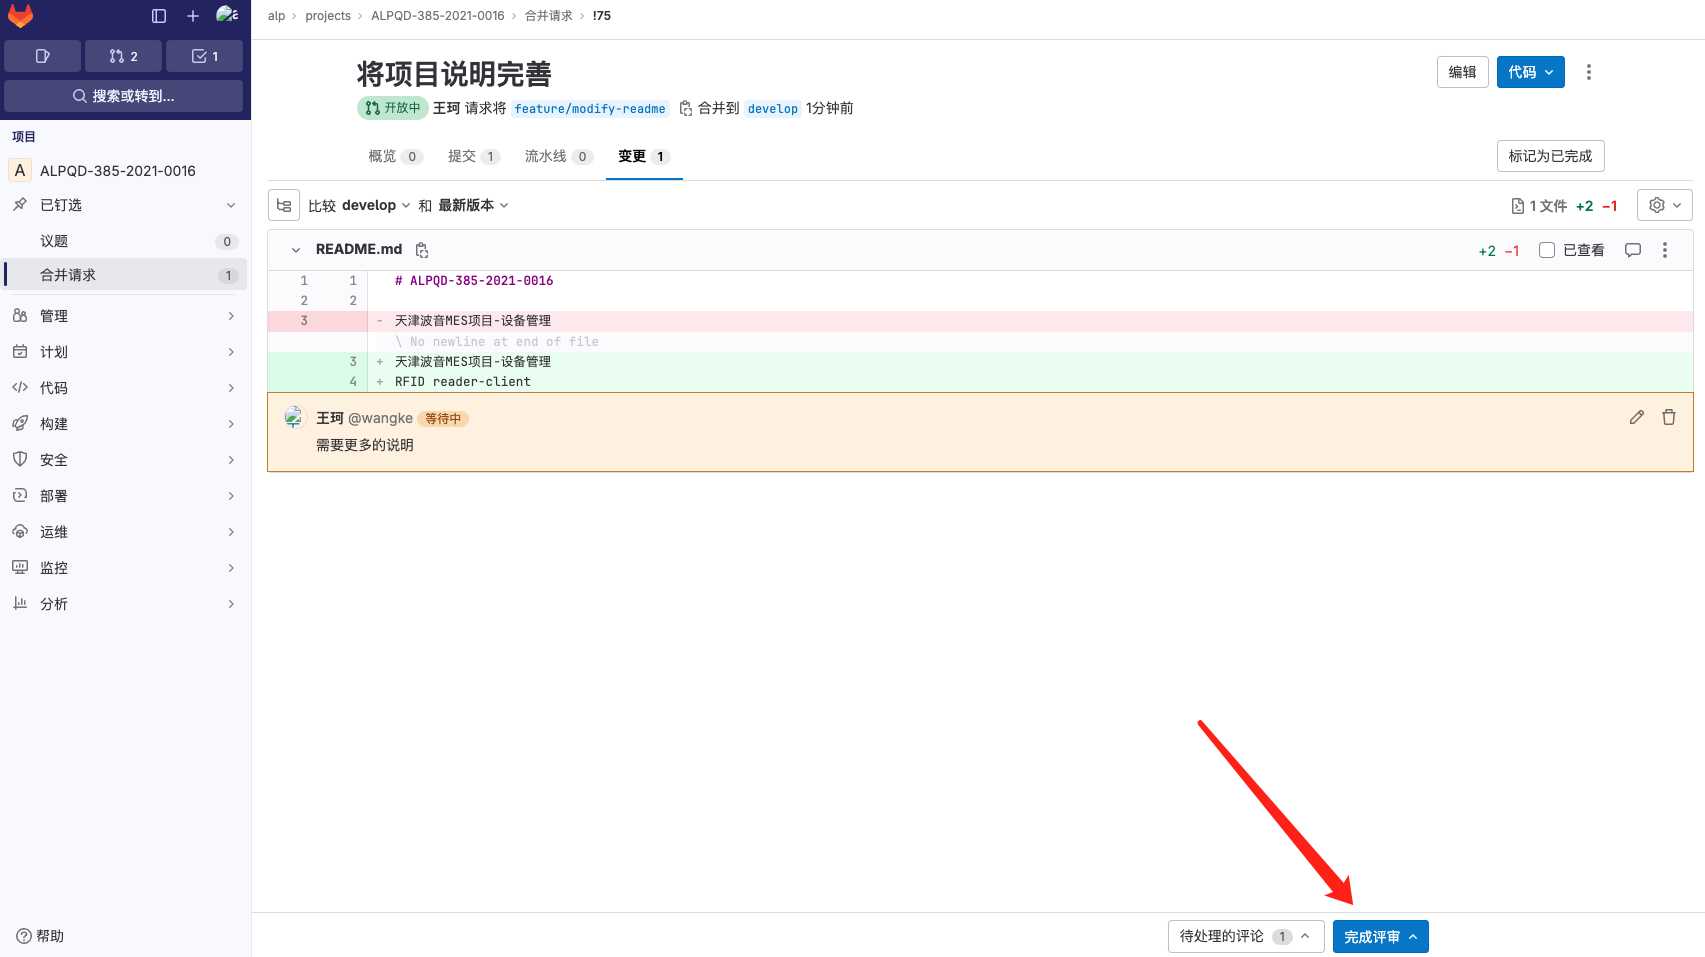 alp › projects › ALPQD-385-2021-0016 › 合并请求 › !75
2
1
搜索或转到...
项目
A ALPQD-385-2021-0016
已钉选
议题 0
合并请求 1
管理
计划
代码
构建
安全
部署
运维
监控
分析
帮助
将项目说明完善
编辑
代码
开放中 王珂 请求将 feature/modify-readme 合并到 develop 1分钟前
概览 0 提交 1 流水线 0 变更 1
标记为已完成
比较 develop 和 最新版本
1 文件 +2 −1
README.md
+2 −1 已查看
1 1 # ALPQD-385-2021-0016
2 2
3 - 天津波音MES项目-设备管理
\ No newline at end of file
3 + 天津波音MES项目-设备管理
4 + RFID reader-client
王珂 @wangke 等待中
需要更多的说明
待处理的评论 1
完成评审